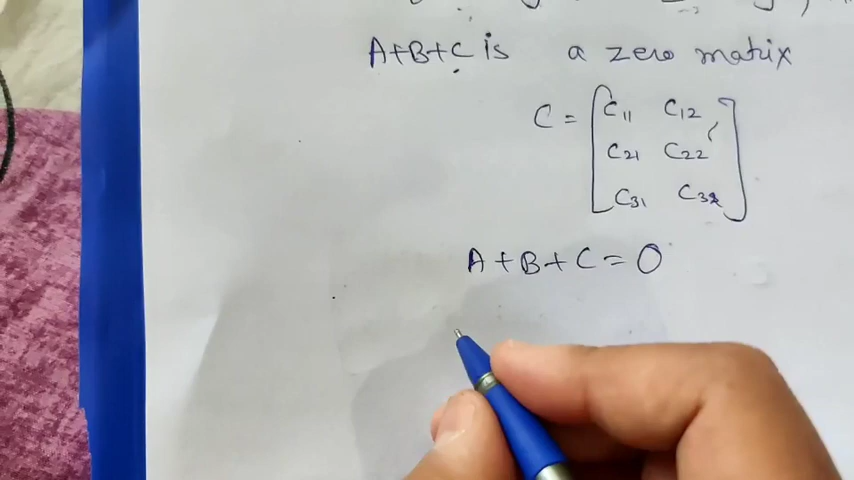 A+B+C is a zero matrix
C = [ C11 C12
C21 C22
C31 C32 ]
A+B+C=0